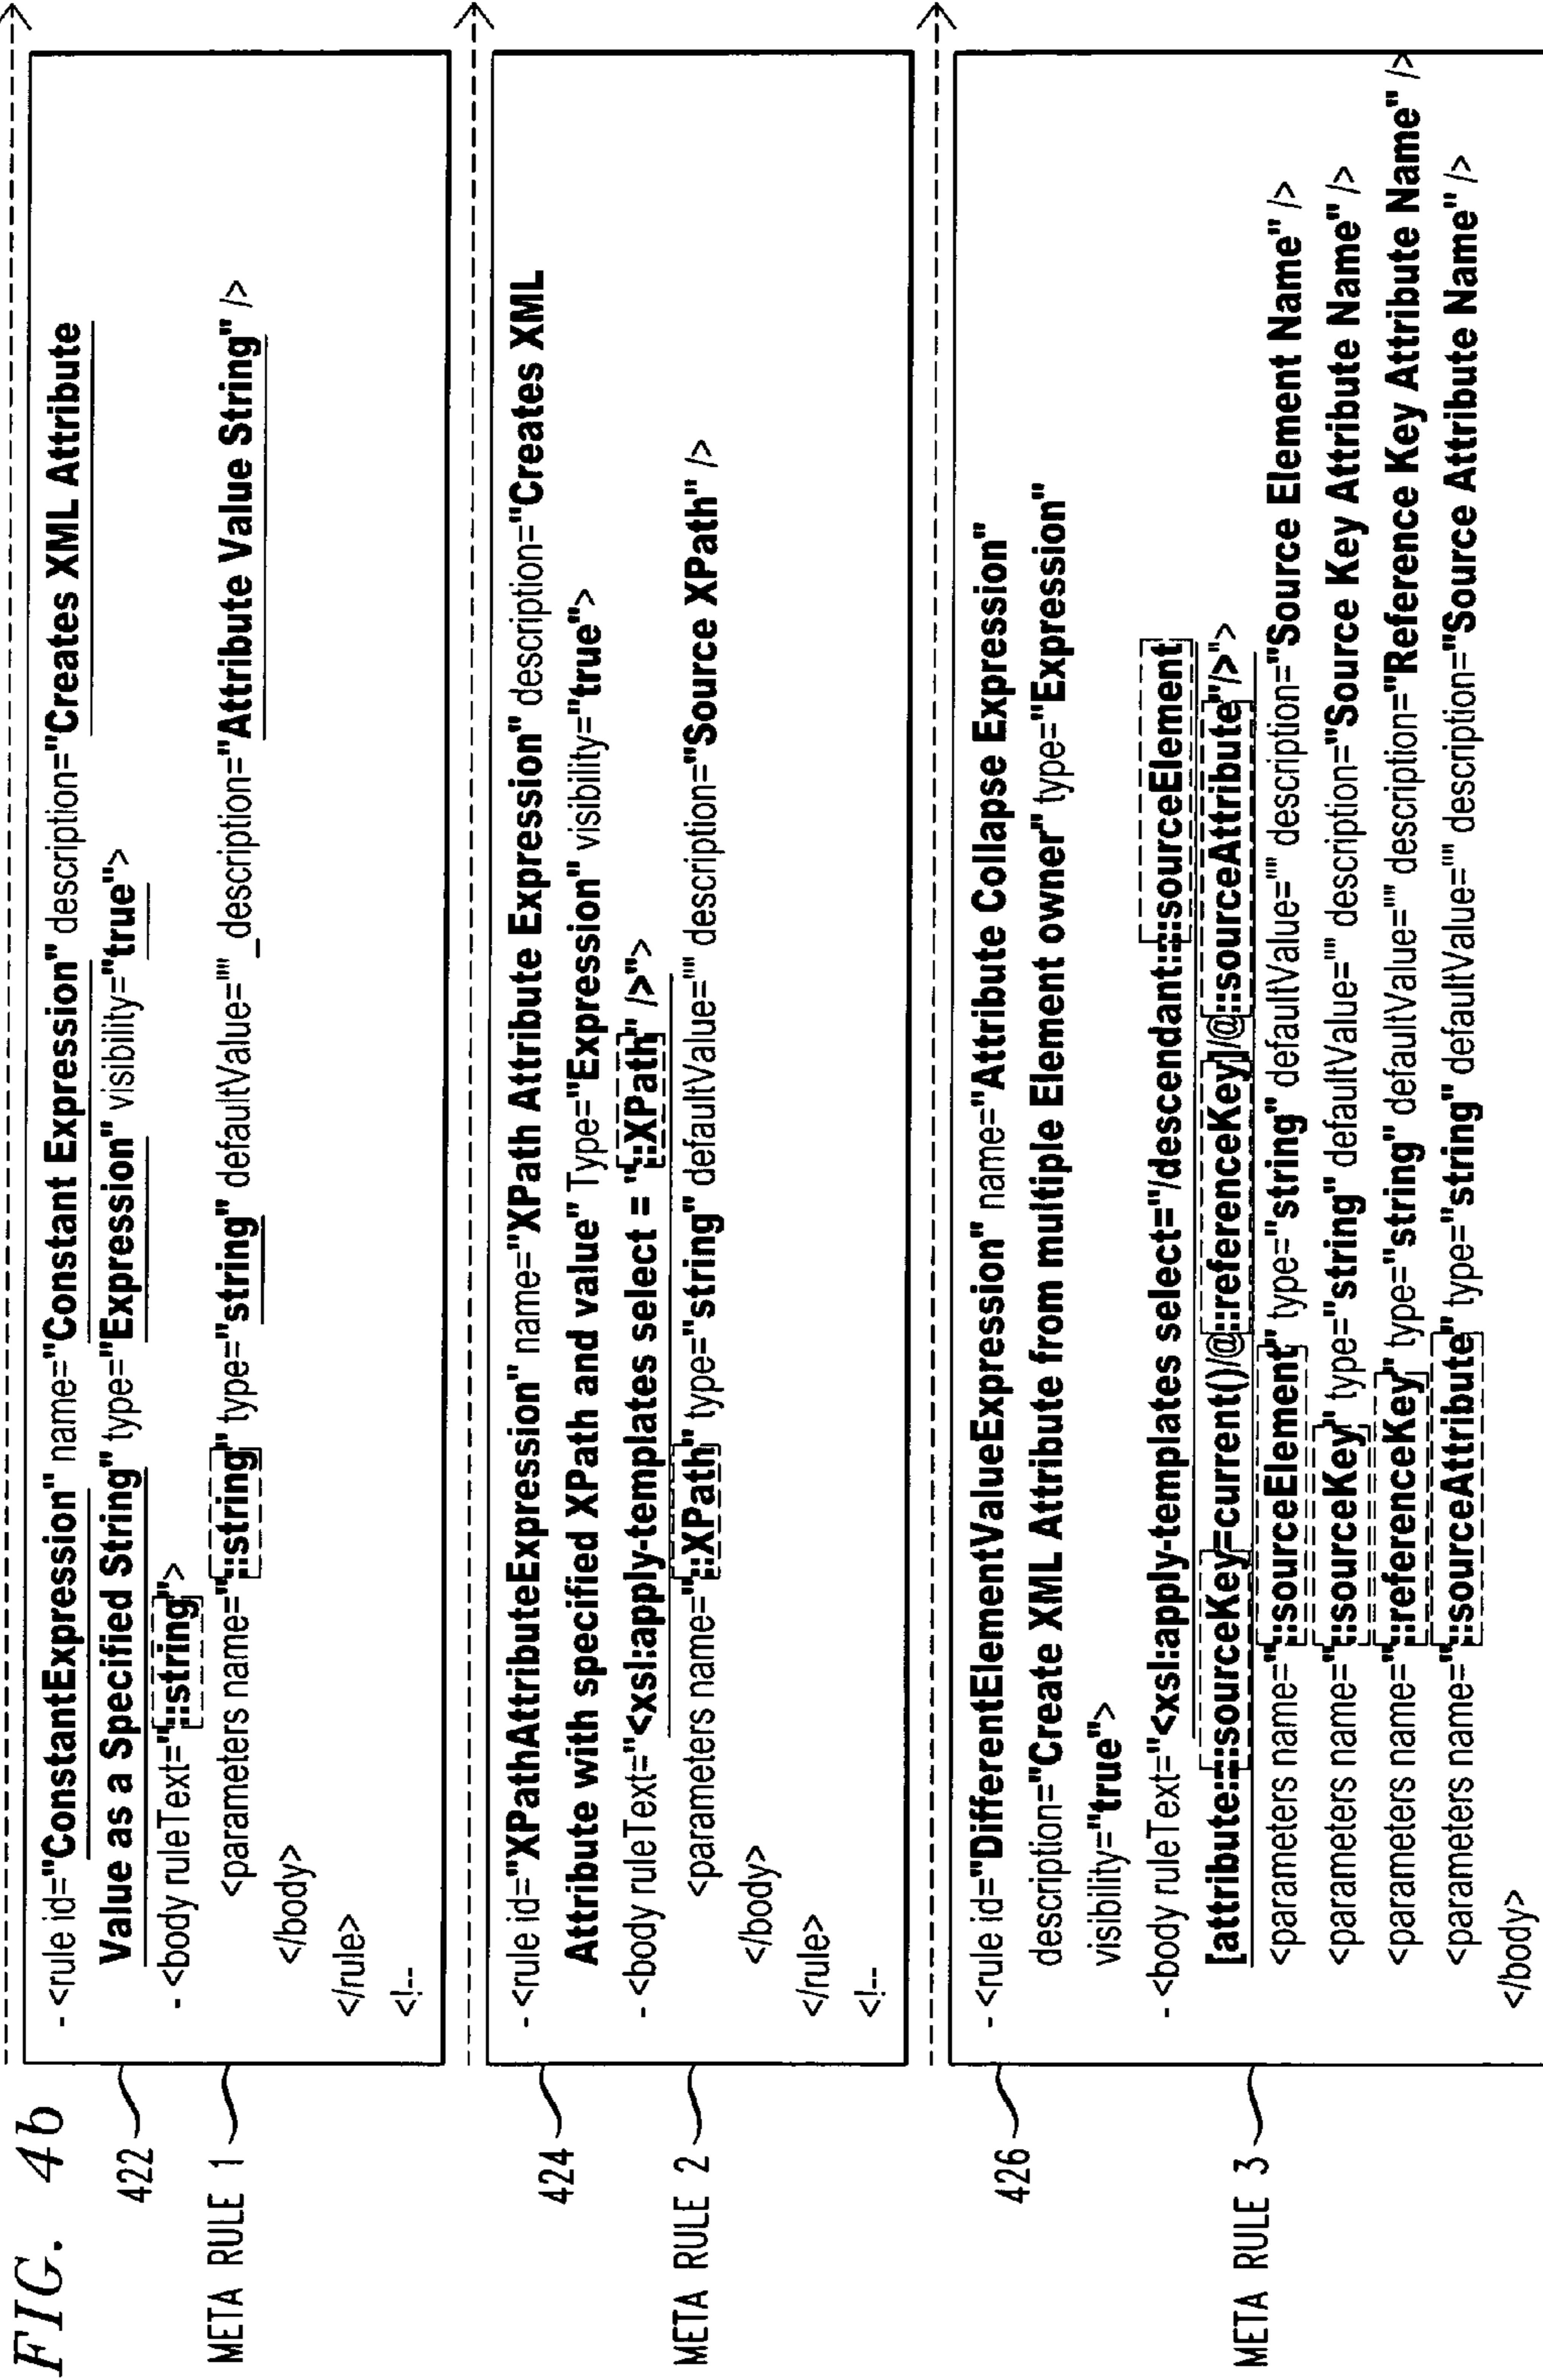 FIG. 4b
422
META RULE 1
- <rule id="ConstantExpression" name="Constant Expression" description="Creates XML Attribute
Value as a Specified String" type="Expression" visibility="true">
- <body ruleText=":::string">
<parameters name=":::string" type="string" defaultValue="" _description="Attribute Value String" />
</body>
</rule>
<!--
424
META RULE 2
- <rule id="XPathAttributeExpression" name="XPath Attribute Expression" description="Creates XML
Attribute with specified XPath and value" Type="Expression" visibility="true">
- <body ruleText="<xsl:apply-templates select = ":::XPath" />">
<parameters name=":::XPath" type="string" defaultValue="" description="Source XPath" />
</body>
</rule>
<!--
426
META RULE 3
- <rule id="DifferentElementValueExpression" name="Attribute Collapse Expression"
description="Create XML Attribute from multiple Element owner" type="Expression"
visibility="true">
- <body ruleText="<xsl:apply-templates select="/descendant:::::sourceElement
[attribute:::::sourceKey=current()/@:::referenceKey]/@:::sourceAttribute"/>">
<parameters name=":::sourceElement" type="string" defaultValue="" description="Source Element Name" />
<parameters name=":::sourceKey" type="string" defaultValue="" description="Source Key Attribute Name" />
<parameters name=":::referenceKey" type="string" defaultValue="" description="Reference Key Attribute Name" />
<parameters name=":::sourceAttribute" type="string" defaultValue="" description="Source Attribute Name" />
</body>